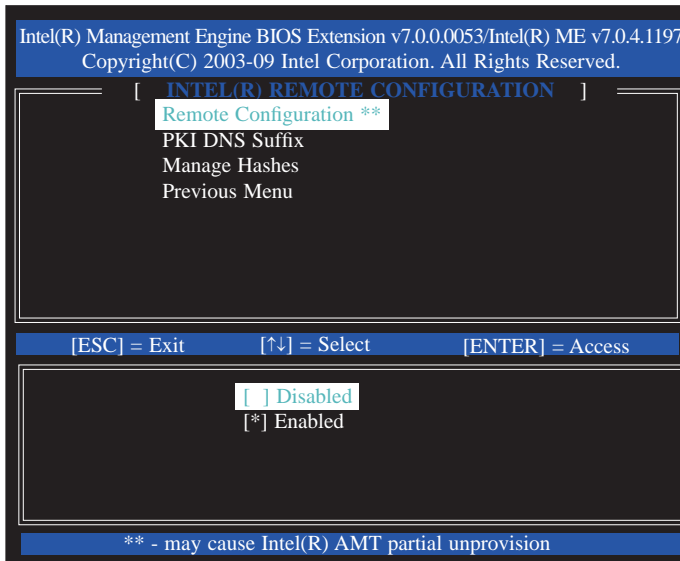 Intel(R) Management Engine BIOS Extension v7.0.0.0053/Intel(R) ME v7.0.4.1197
Copyright(C) 2003-09 Intel Corporation. All Rights Reserved.
[ INTEL(R) REMOTE CONFIGURATION ]
Remote Configuration **
PKI DNS Suffix
Manage Hashes
Previous Menu
[ESC] = Exit [↑↓] = Select [ENTER] = Access
[ ] Disabled
[*] Enabled
** - may cause Intel(R) AMT partial unprovision